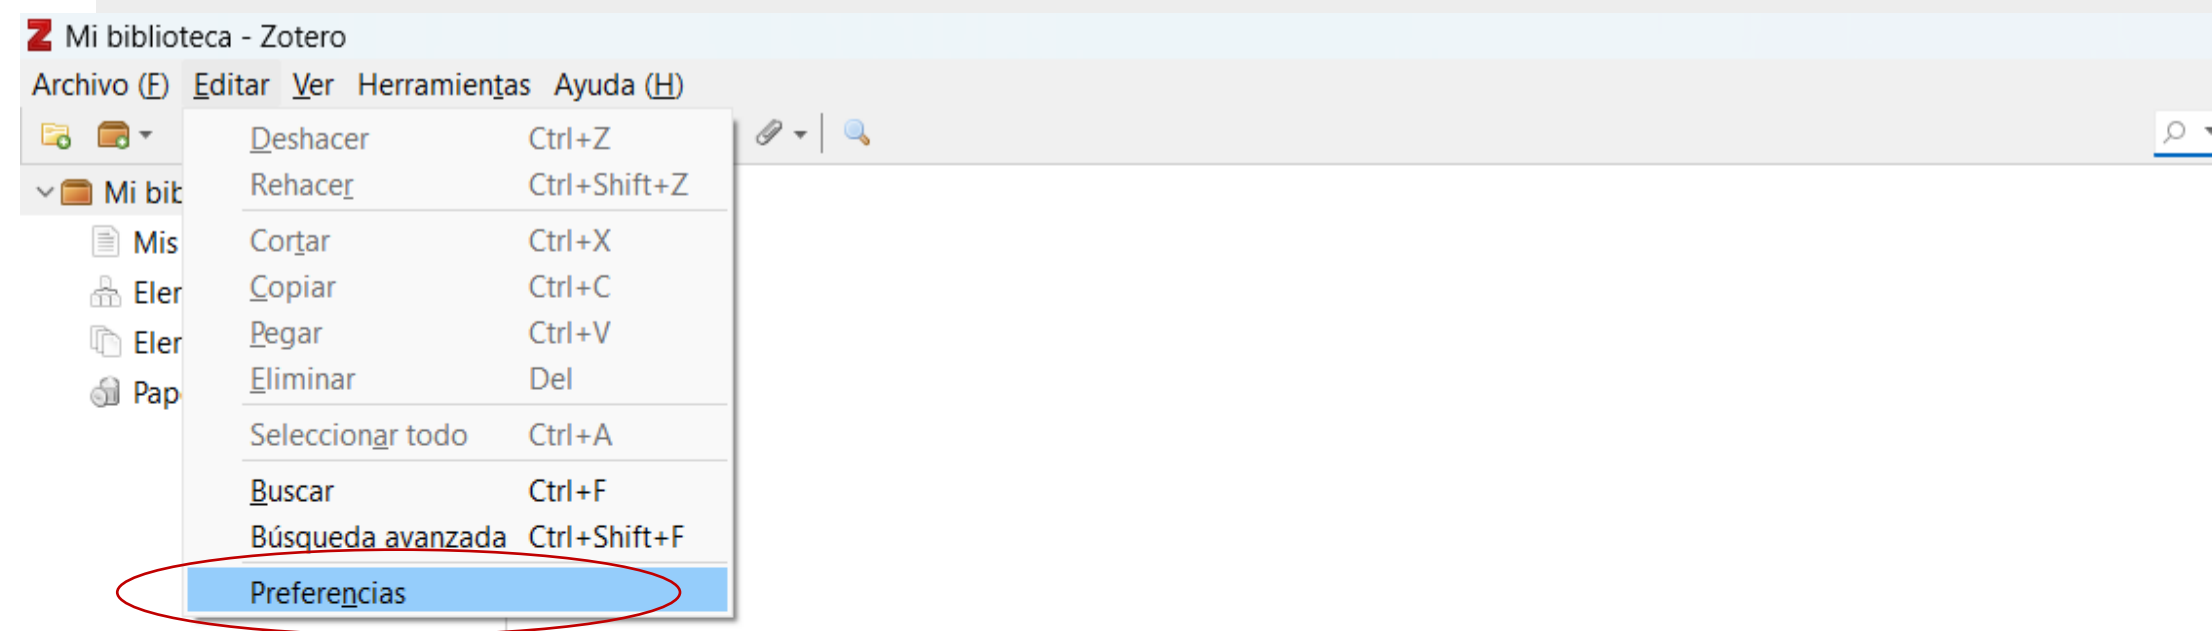 Z Mi biblioteca - Zotero
Archivo (F) Editar Ver Herramientas Ayuda (H)
Deshacer Ctrl+Z
Mi bib
Rehacer Ctrl+Shift+Z
Mis
Cortar Ctrl+X
Eler
Copiar Ctrl+C
Eler
Pegar Ctrl+V
Pap
Eliminar Del
Seleccionar todo Ctrl+A
Buscar Ctrl+F
Búsqueda avanzada Ctrl+Shift+F
Preferencias